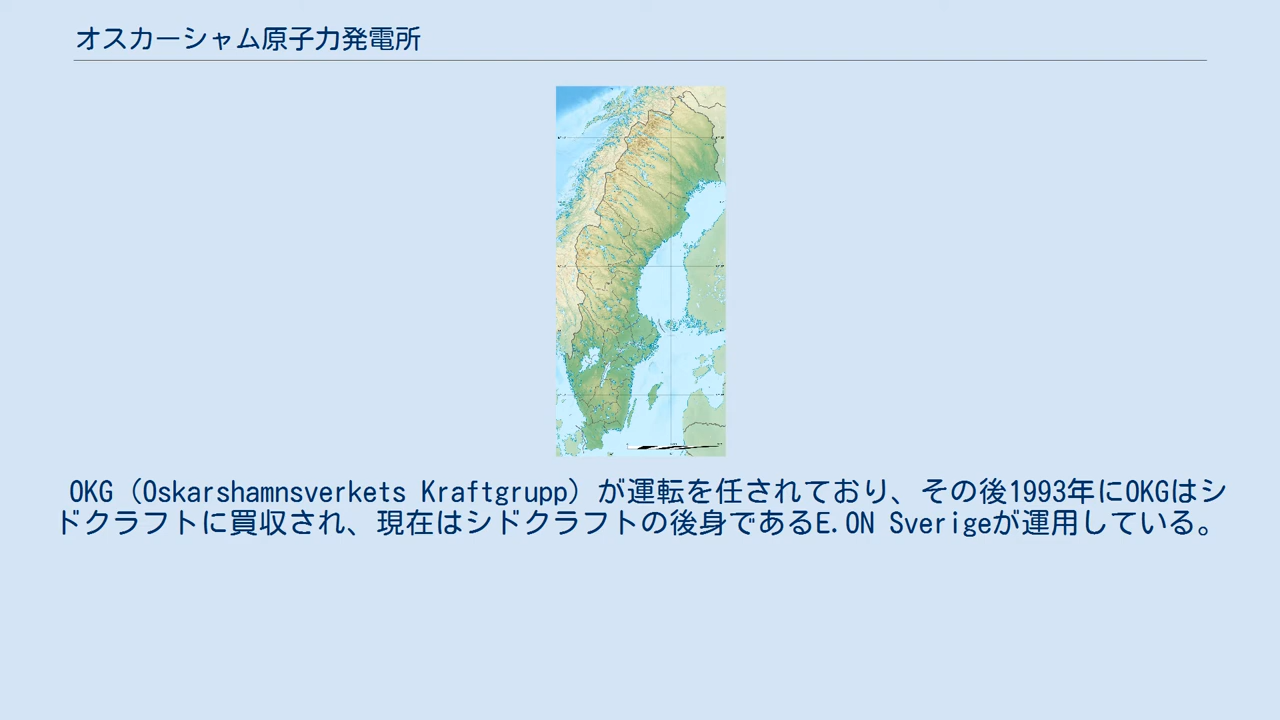 オスカーシャム原子力発電所
OKG（Oskarshamnsverkets Kraftgrupp）が運転を任されており、その後1993年にOKGはシ
ドクラフトに買収され、現在はシドクラフトの後身であるE.ON Sverigeが運用している。